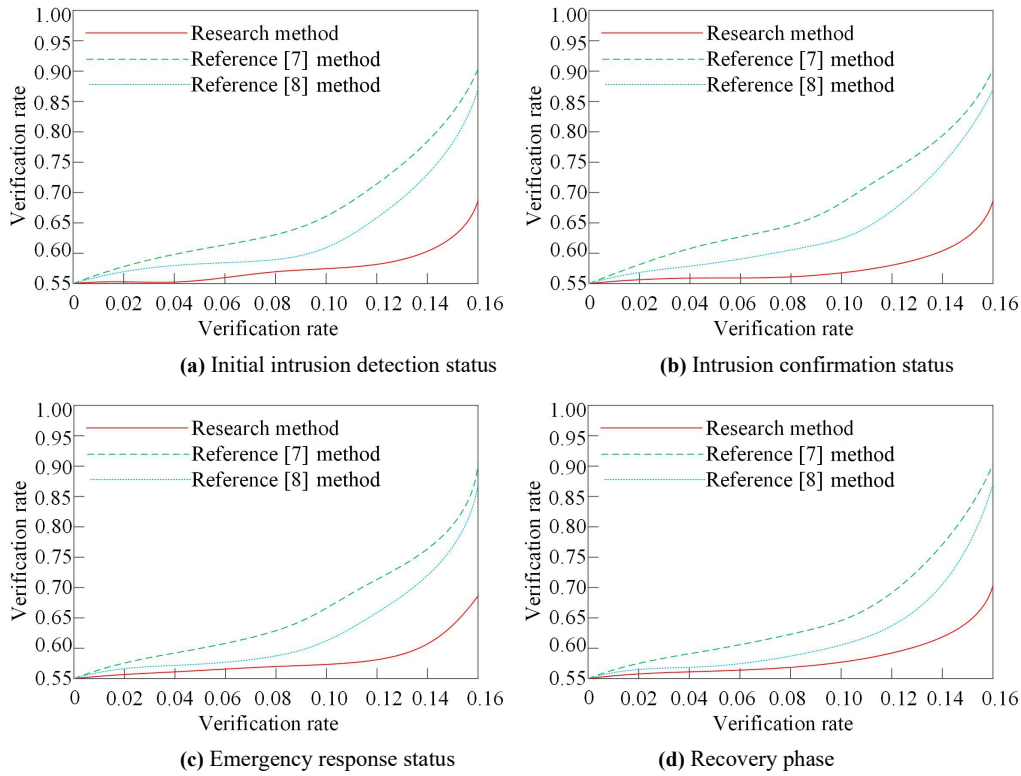 1.00
0.95
0.90
0.85
0.80
0.75
0.70
0.65
0.60
0.55
Verification rate
Research method
Reference [7] method
Reference [8] method
0 0.02 0.04 0.06 0.08 0.10 0.12 0.14 0.16
Verification rate
(a) Initial intrusion detection status
1.00
0.95
0.90
0.85
0.80
0.75
0.70
0.65
0.60
0.55
Verification rate
Research method
Reference [7] method
Reference [8] method
0 0.02 0.04 0.06 0.08 0.10 0.12 0.14 0.16
Verification rate
(b) Intrusion confirmation status
1.00
0.95
0.90
0.85
0.80
0.75
0.70
0.65
0.60
0.55
Verification rate
Research method
Reference [7] method
Reference [8] method
0 0.02 0.04 0.06 0.08 0.10 0.12 0.14 0.16
Verification rate
(c) Emergency response status
1.00
0.95
0.90
0.85
0.80
0.75
0.70
0.65
0.60
0.55
Verification rate
Research method
Reference [7] method
Reference [8] method
0 0.02 0.04 0.06 0.08 0.10 0.12 0.14 0.16
Verification rate
(d) Recovery phase